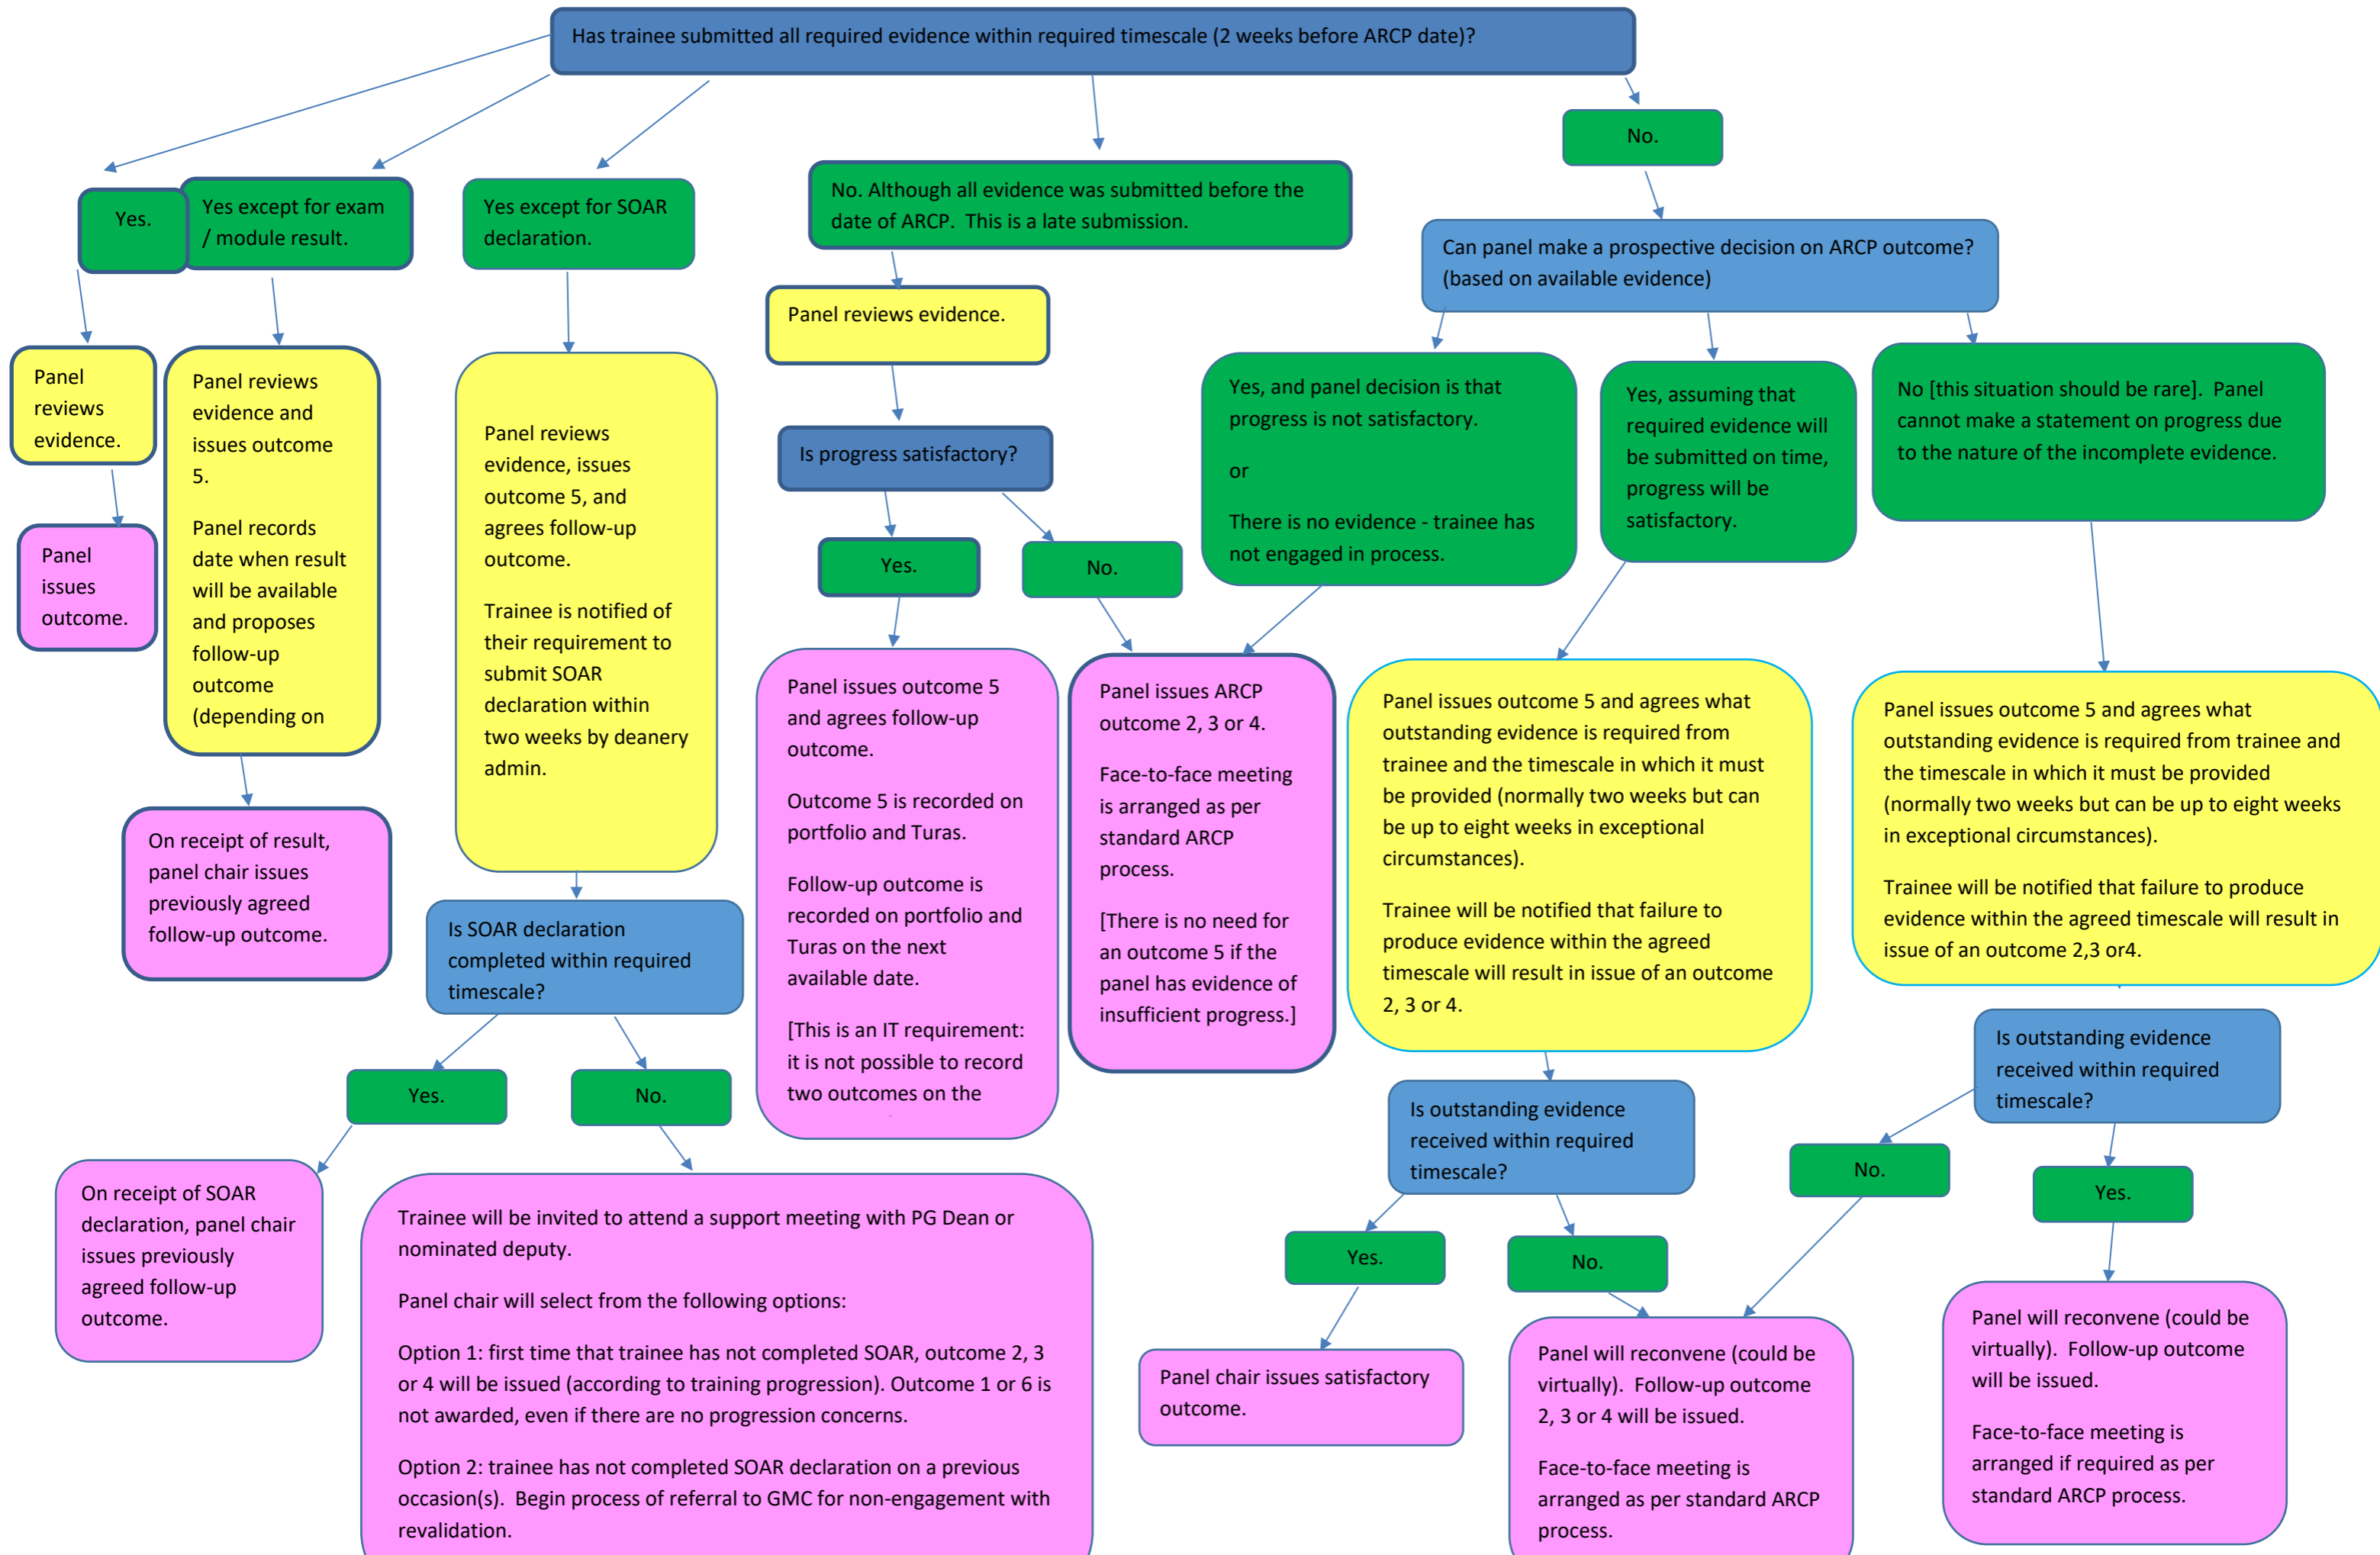 Has trainee submitted all required evidence within required timescale (2 weeks before ARCP date)?
Yes.
Yes except for exam
/ module result.
Yes except for SOAR
declaration.
No. Although all evidence was submitted before the
date of ARCP.  This is a late submission.
No.
Panel
reviews
evidence.
Panel
issues
outcome.
Panel reviews
evidence and
issues outcome
5.
Panel records
date when result
will be available
and proposes
follow-up
outcome
(depending on
On receipt of result,
panel chair issues
previously agreed
follow-up outcome.
Panel reviews
evidence, issues
outcome 5, and
agrees follow-up
outcome.
Trainee is notified of
their requirement to
submit SOAR
declaration within
two weeks by deanery
admin.
Is SOAR declaration
completed within required
timescale?
Yes.
No.
On receipt of SOAR
declaration, panel chair
issues previously
agreed follow-up
outcome.
Trainee will be invited to attend a support meeting with PG Dean or
nominated deputy.
Panel chair will select from the following options:
Option 1: first time that trainee has not completed SOAR, outcome 2, 3
or 4 will be issued (according to training progression). Outcome 1 or 6 is
not awarded, even if there are no progression concerns.
Option 2: trainee has not completed SOAR declaration on a previous
occasion(s).  Begin process of referral to GMC for non-engagement with
revalidation.
Panel reviews evidence.
Is progress satisfactory?
Yes.
No.
Panel issues outcome 5
and agrees follow-up
outcome.
Outcome 5 is recorded on
portfolio and Turas.
Follow-up outcome is
recorded on portfolio and
Turas on the next
available date.
[This is an IT requirement:
it is not possible to record
two outcomes on the
Panel issues ARCP
outcome 2, 3 or 4.
Face-to-face meeting
is arranged as per
standard ARCP
process.
[There is no need for
an outcome 5 if the
panel has evidence of
insufficient progress.]
Can panel make a prospective decision on ARCP outcome?
(based on available evidence)
Yes, and panel decision is that
progress is not satisfactory.
or
There is no evidence - trainee has
not engaged in process.
Yes, assuming that
required evidence will
be submitted on time,
progress will be
satisfactory.
No [this situation should be rare].  Panel
cannot make a statement on progress due
to the nature of the incomplete evidence.
Panel issues outcome 5 and agrees what
outstanding evidence is required from
trainee and the timescale in which it must
be provided (normally two weeks but can
be up to eight weeks in exceptional
circumstances).
Trainee will be notified that failure to
produce evidence within the agreed
timescale will result in issue of an outcome
2, 3 or 4.
Is outstanding evidence
received within required
timescale?
Yes.
No.
Panel chair issues satisfactory
outcome.
Panel will reconvene (could be
virtually).  Follow-up outcome
2, 3 or 4 will be issued.
Face-to-face meeting is
arranged as per standard ARCP
process.
Panel issues outcome 5 and agrees what
outstanding evidence is required from trainee and
the timescale in which it must be provided
(normally two weeks but can be up to eight weeks
in exceptional circumstances).
Trainee will be notified that failure to produce
evidence within the agreed timescale will result in
issue of an outcome 2,3 or4.
Is outstanding evidence
received within required
timescale?
No.
Yes.
Panel will reconvene (could be
virtually).  Follow-up outcome
will be issued.
Face-to-face meeting is
arranged if required as per
standard ARCP process.